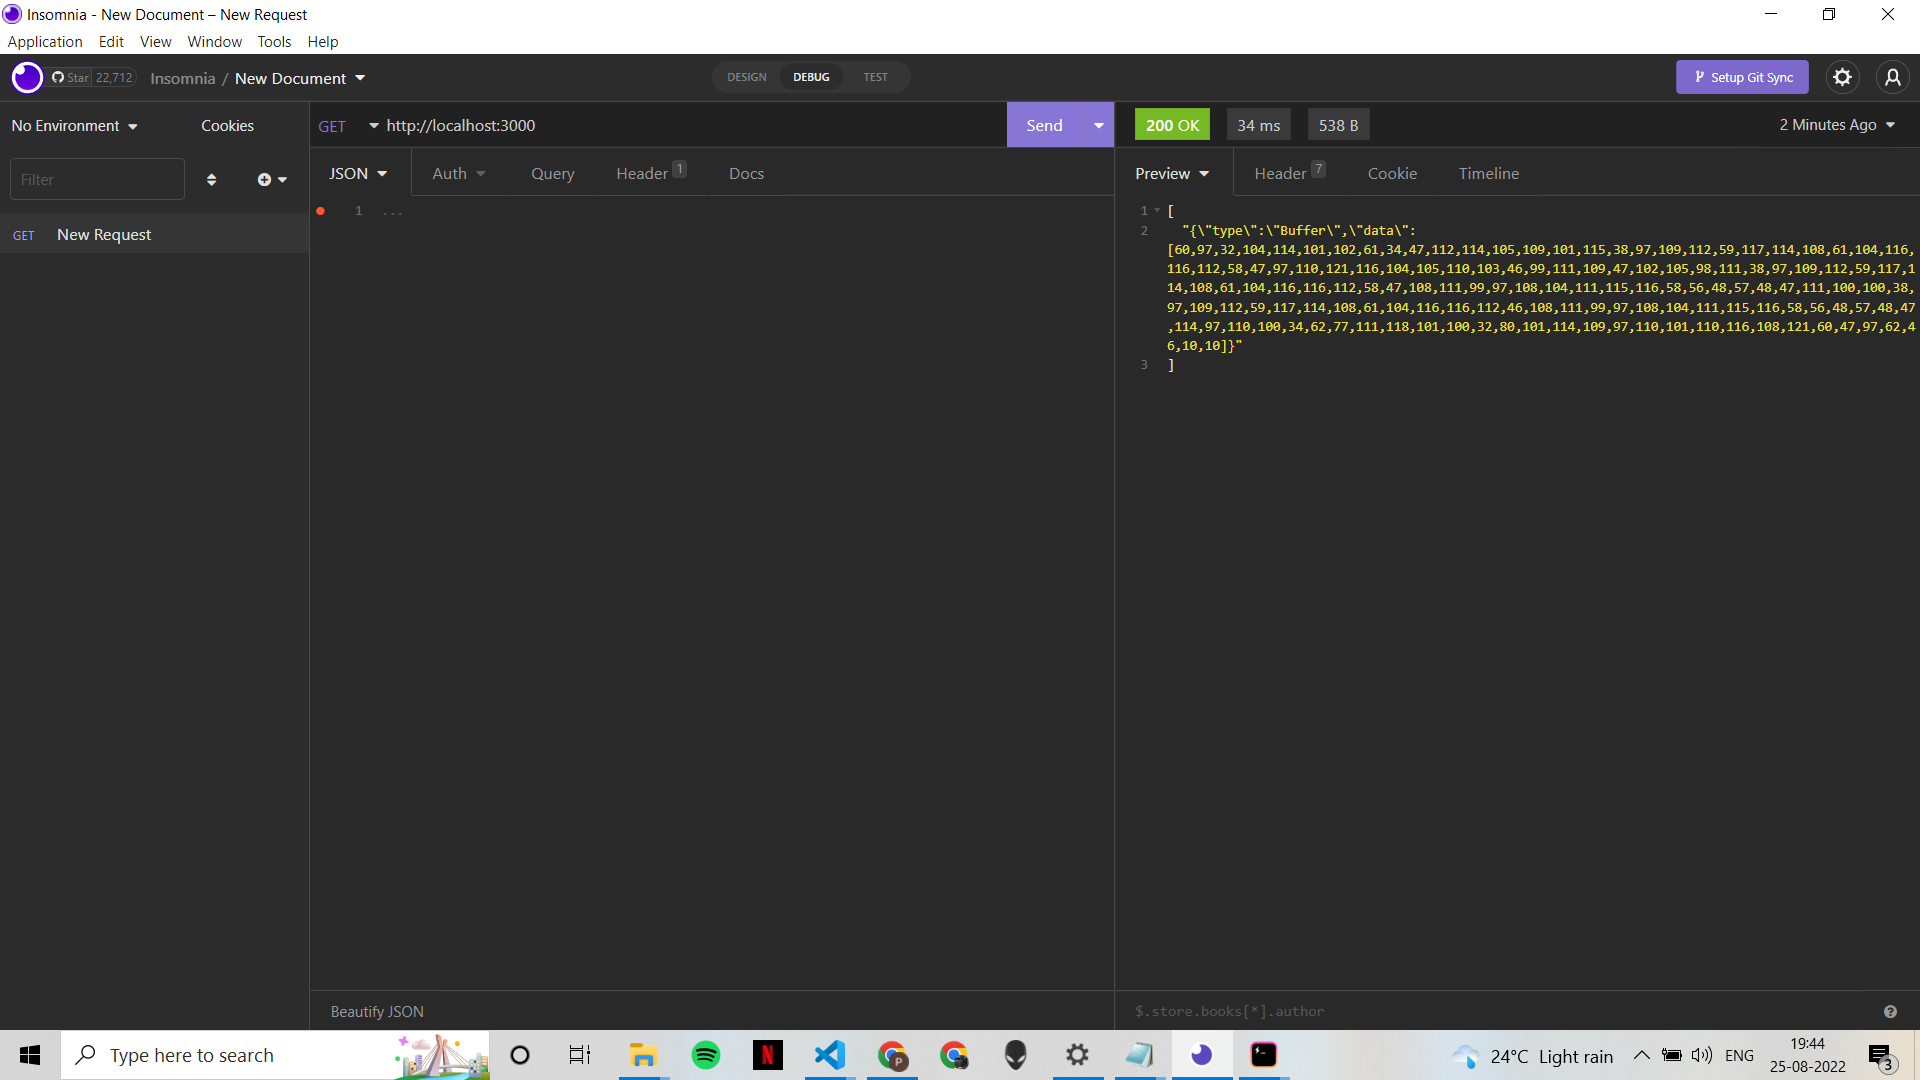 Insomnia - New Document – New Request
Application Edit View Window Tools Help
Star 22,712 Insomnia / New Document DESIGN DEBUG TEST Setup Git Sync
No Environment Cookies GET http://localhost:3000 Send 200 OK 34 ms 538 B 2 Minutes Ago
Filter JSON Auth Query Header 1 Docs Preview Header 7 Cookie Timeline
GET New Request
1 ...
1 [
2 "{\"type\":\"Buffer\",\"data\":
[60,97,32,104,114,101,102,61,34,47,112,114,105,109,101,115,38,97,109,112,59,117,114,108,61,104,116,
116,112,58,47,97,110,121,116,104,105,110,103,46,99,111,109,47,102,105,98,111,38,97,109,112,59,117,1
14,108,61,104,116,116,112,58,47,108,111,99,97,108,104,111,115,116,58,56,48,57,48,47,111,100,100,38,
97,109,112,59,117,114,108,61,104,116,116,112,46,108,111,99,97,108,104,111,115,116,58,56,48,57,48,47
,114,97,110,100,34,62,77,111,118,101,100,32,80,101,114,109,97,110,101,110,116,108,121,60,47,97,62,4
6,10,10]}"
3 ]
Beautify JSON $.store.books[*].author
Type here to search 24°C Light rain ENG 19:44
25-08-2022 3